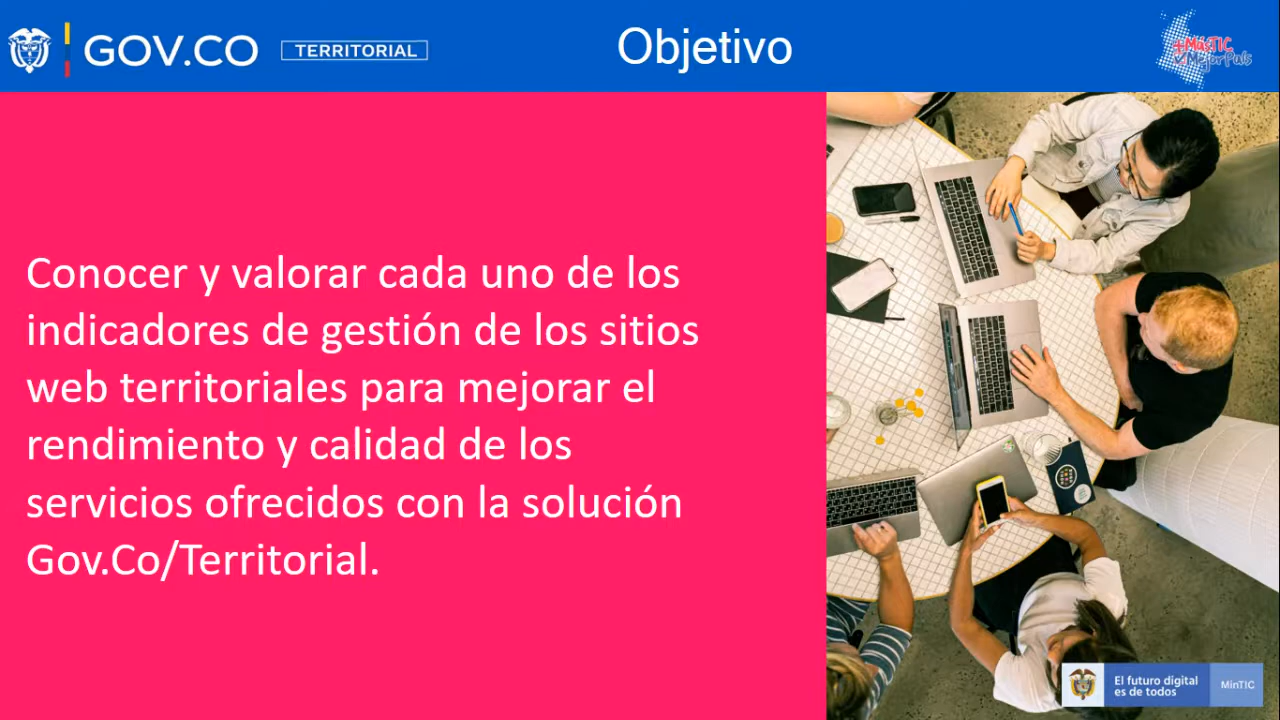 GOV.CO
TERRITORIAL
Objetivo
+MásTIC
MejorPaís
Conocer y valorar cada uno de los
indicadores de gestión de los sitios
web territoriales para mejorar el
rendimiento y calidad de los
servicios ofrecidos con la solución
Gov.Co/Territorial.
El futuro digital
es de todos
MinTIC